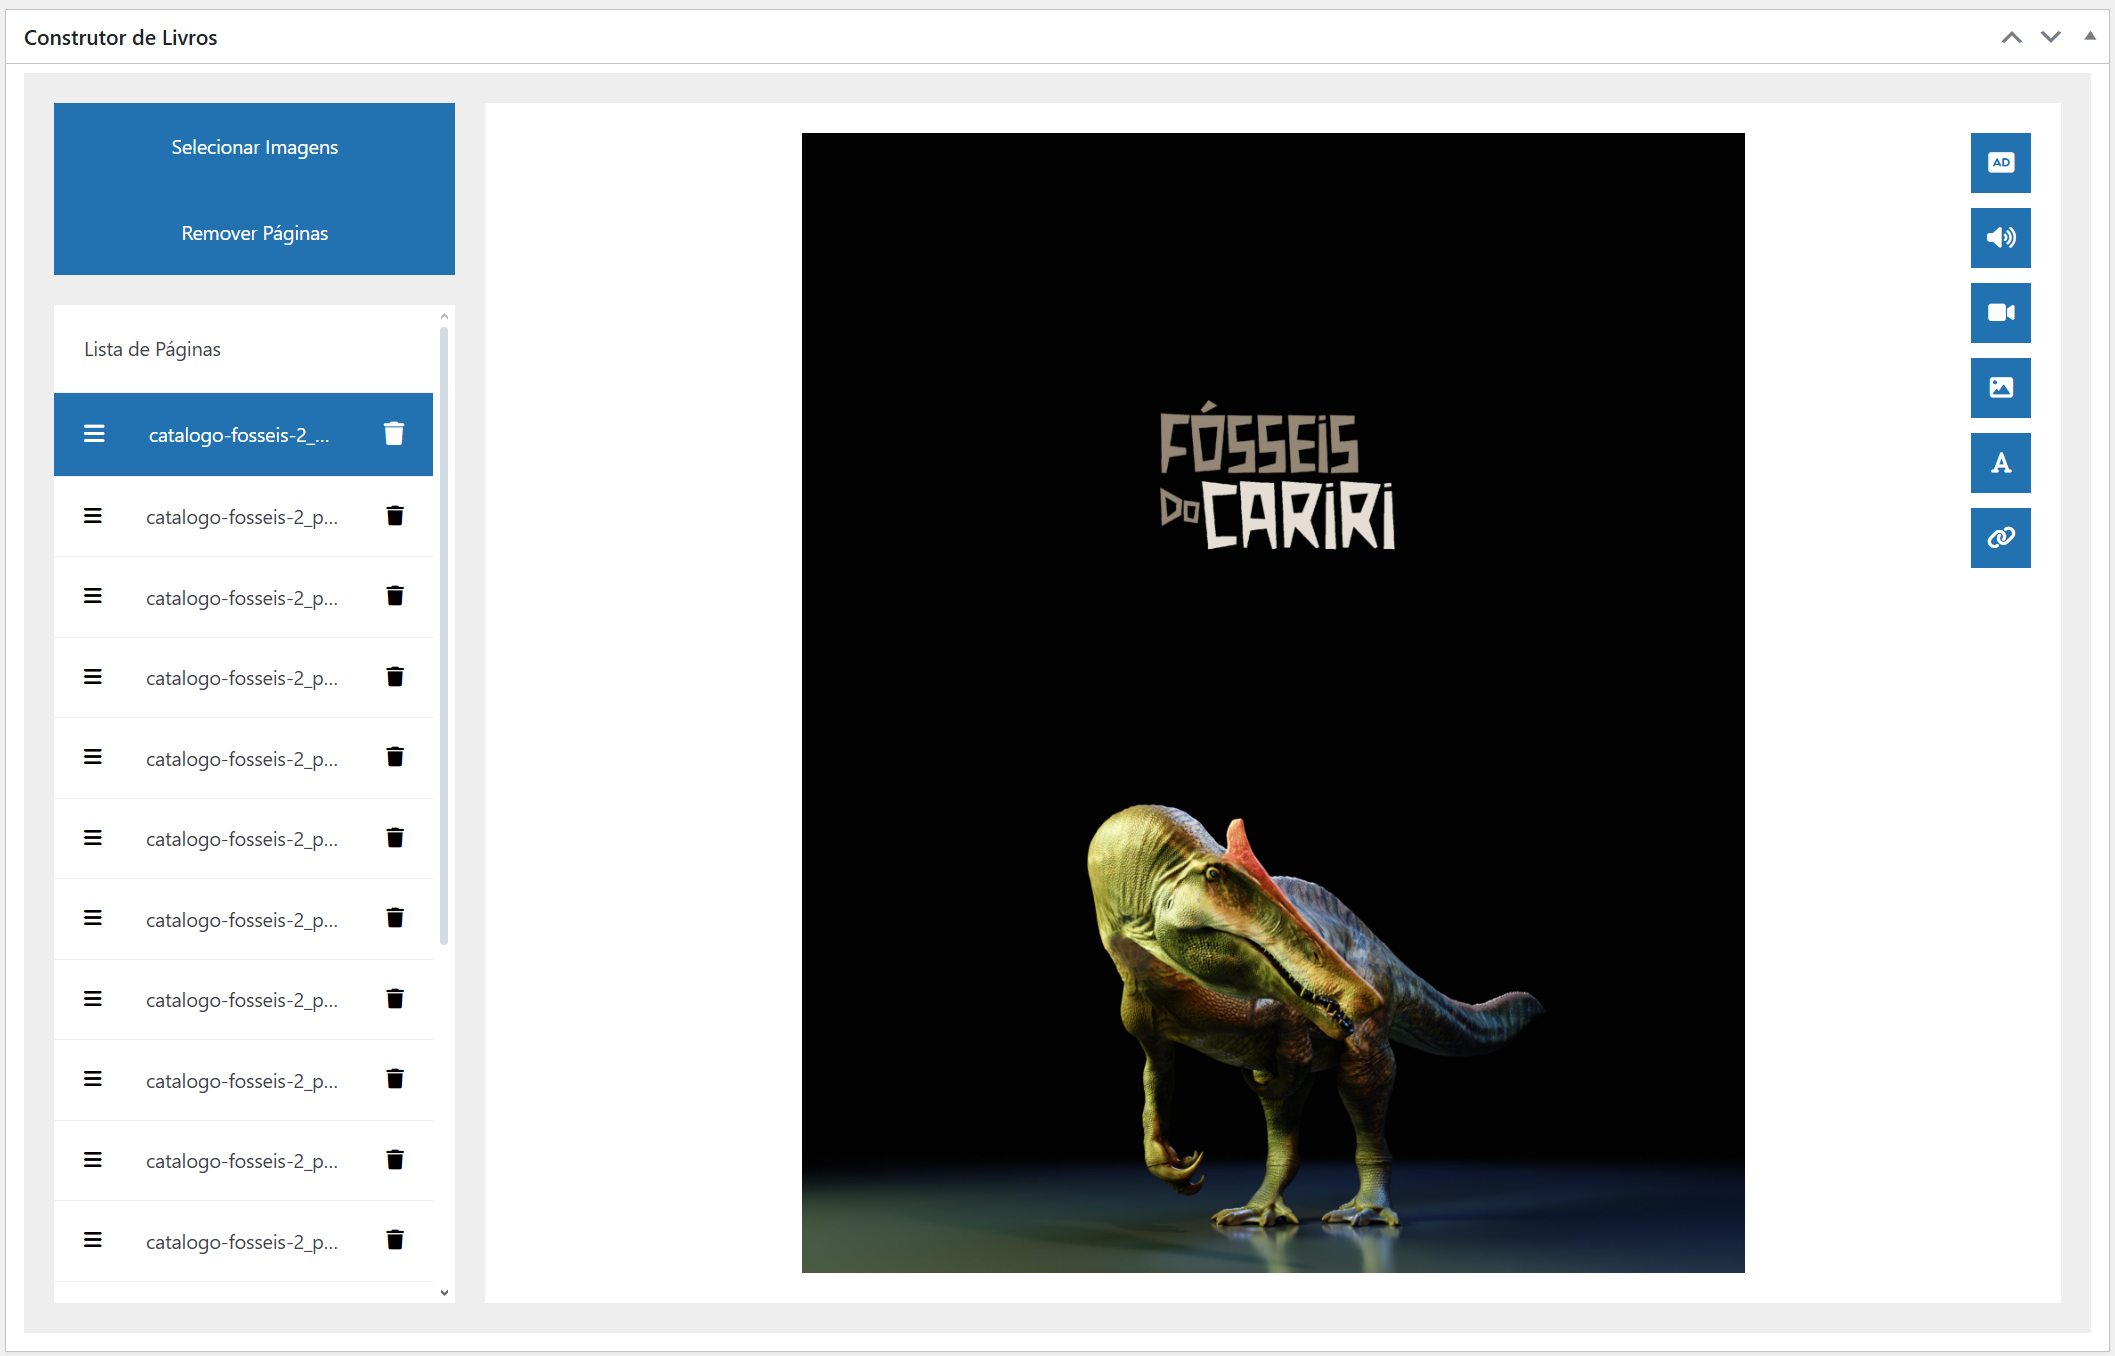 Construtor de Livros
Selecionar Imagens
Remover Páginas
Lista de Páginas
catalogo-fosseis-2_...
catalogo-fosseis-2_p...
catalogo-fosseis-2_p...
catalogo-fosseis-2_p...
catalogo-fosseis-2_p...
catalogo-fosseis-2_p...
catalogo-fosseis-2_p...
catalogo-fosseis-2_p...
catalogo-fosseis-2_p...
catalogo-fosseis-2_p...
catalogo-fosseis-2_p...
FÓSSEIS
DO CARIRI
AD
A